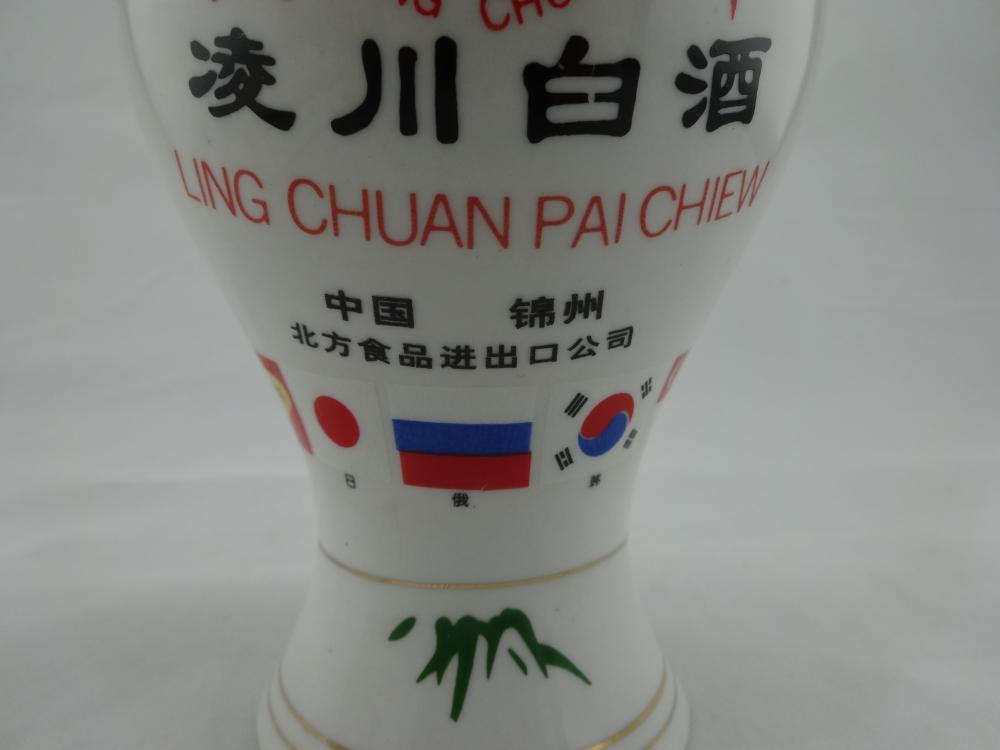 凌川白酒
LING CHUAN PAI CHIEW
中国 锦州
北方食品进出口公司
日 俄 韩